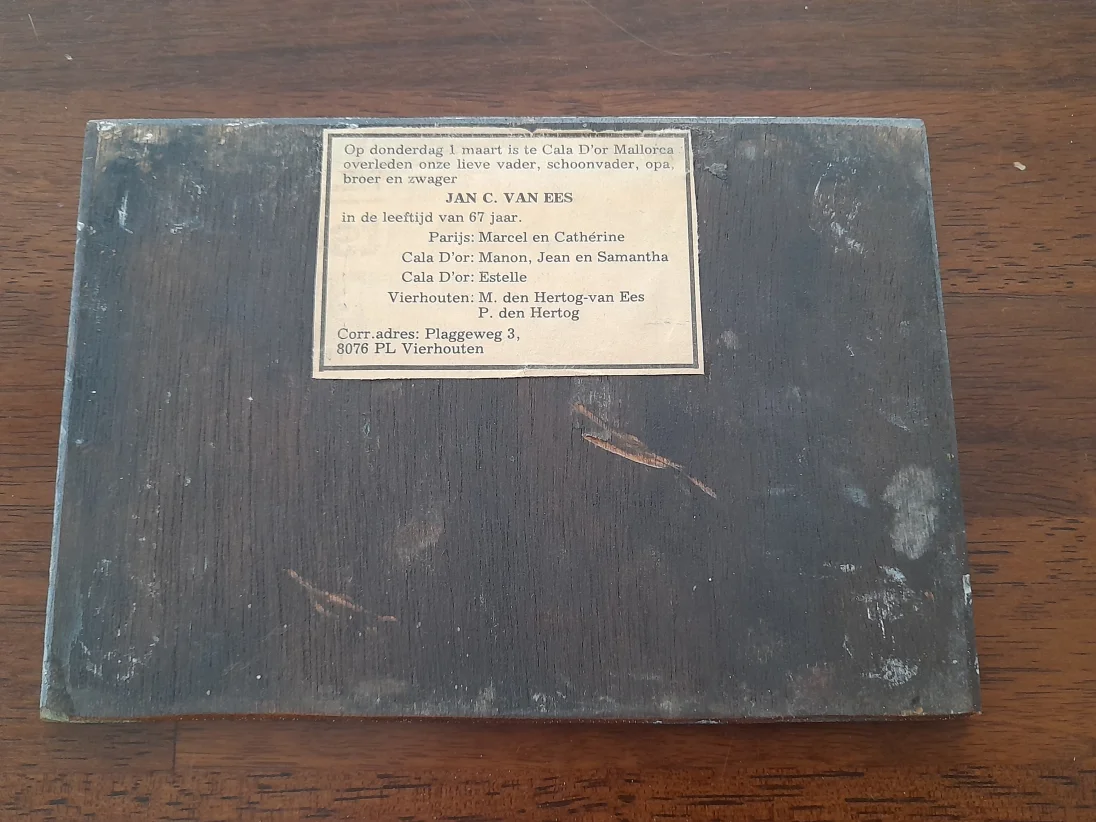 Op donderdag 1 maart is te Cala D'or Mallorca
overleden onze lieve vader, schoonvader, opa,
broer en zwager
JAN C. VAN EES
in de leeftijd van 67 jaar.
Parijs: Marcel en Cathérine
Cala D'or: Manon, Jean en Samantha
Cala D'or: Estelle
Vierhouten: M. den Hertog-van Ees
P. den Hertog
Corr.adres: Plaggeweg 3,
8076 PL Vierhouten